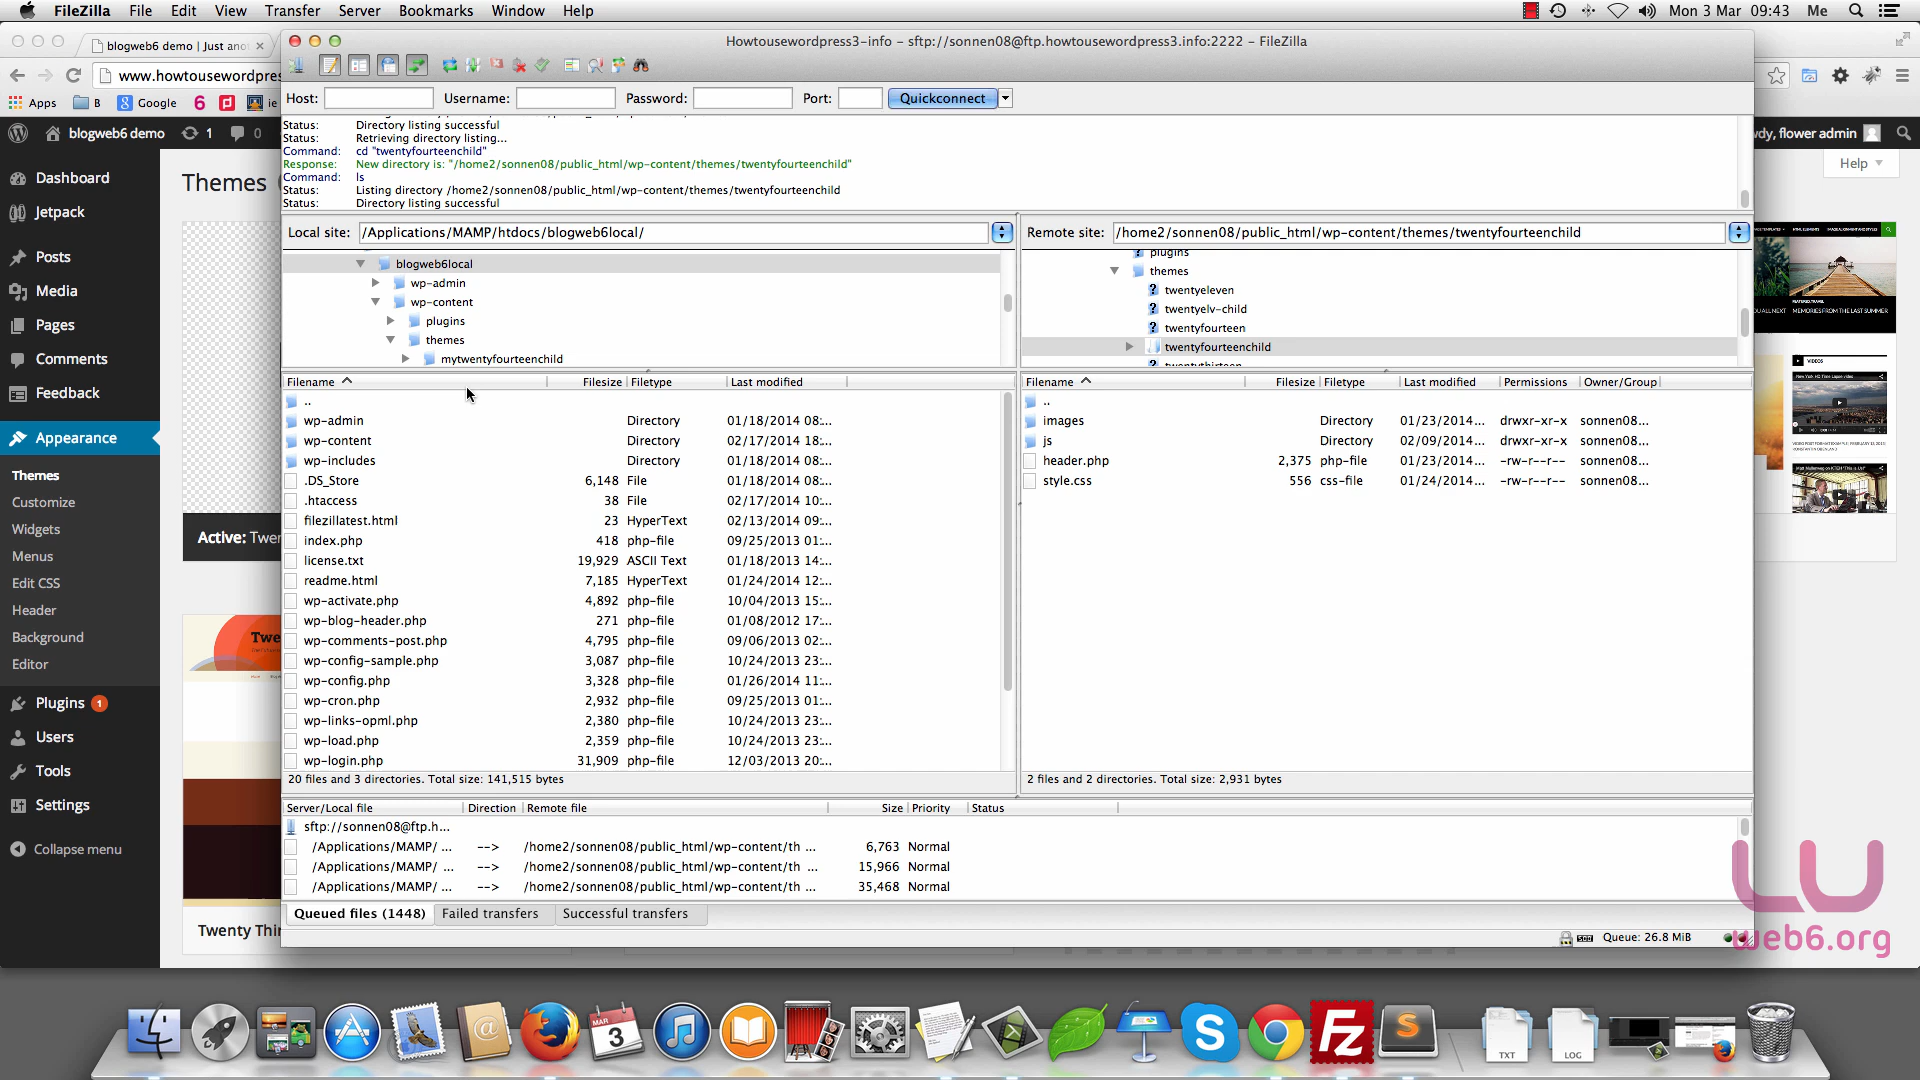 FileZilla File Edit View Transfer Server Bookmarks Window Help
Mon 3 Mar 09:43 Me
blogweb6 demo | Just ano
www.howtousewordpres
Apps B Google 6 ie
blogweb6 demo 1 0
dy, flower admin
Help
Dashboard
Jetpack
Posts
Media
Pages
Comments
Feedback
Appearance
Themes
Customize
Widgets
Menus
Edit CSS
Header
Background
Editor
Plugins 1
Users
Tools
Settings
Collapse menu
Themes
Active: Twen
Twe
Twenty Thir
Howtousewordpress3-info - sftp://sonnen08@ftp.howtousewordpress3.info:2222 - FileZilla
Host: Username: Password: Port: Quickconnect
Status: Directory listing successful
Status: Retrieving directory listing...
Command: cd "twentyfourteenchild"
Response: New directory is: "/home2/sonnen08/public_html/wp-content/themes/twentyfourteenchild"
Command: ls
Status: Listing directory /home2/sonnen08/public_html/wp-content/themes/twentyfourteenchild
Status: Directory listing successful
Local site: /Applications/MAMP/htdocs/blogweb6local/
blogweb6local
wp-admin
wp-content
plugins
themes
mytwentyfourteenchild
Filename Filesize Filetype Last modified
..
wp-admin Directory 01/18/2014 08:...
wp-content Directory 02/17/2014 18:...
wp-includes Directory 01/18/2014 08:...
.DS_Store 6,148 File 01/18/2014 08:...
.htaccess 38 File 02/17/2014 10:...
filezillatest.html 23 HyperText 02/13/2014 09:...
index.php 418 php-file 09/25/2013 01:...
license.txt 19,929 ASCII Text 01/18/2013 14:...
readme.html 7,185 HyperText 01/24/2014 12:...
wp-activate.php 4,892 php-file 10/04/2013 15:...
wp-blog-header.php 271 php-file 01/08/2012 17:...
wp-comments-post.php 4,795 php-file 09/06/2013 02:...
wp-config-sample.php 3,087 php-file 10/24/2013 23:...
wp-config.php 3,328 php-file 01/26/2014 11:...
wp-cron.php 2,932 php-file 09/25/2013 01:...
wp-links-opml.php 2,380 php-file 10/24/2013 23:...
wp-load.php 2,359 php-file 10/24/2013 23:...
wp-login.php 31,909 php-file 12/03/2013 20:...
20 files and 3 directories. Total size: 141,515 bytes
Remote site: /home2/sonnen08/public_html/wp-content/themes/twentyfourteenchild
plugins
themes
twentyeleven
twentyelv-child
twentyfourteen
twentyfourteenchild
twentythirteen
Filename Filesize Filetype Last modified Permissions Owner/Group
..
images Directory 01/23/2014... drwxr-xr-x sonnen08...
js Directory 02/09/2014... drwxr-xr-x sonnen08...
header.php 2,375 php-file 01/23/2014... -rw-r--r-- sonnen08...
style.css 556 css-file 01/24/2014... -rw-r--r-- sonnen08...
2 files and 2 directories. Total size: 2,931 bytes
Server/Local file Direction Remote file Size Priority Status
sftp://sonnen08@ftp.h...
/Applications/MAMP/ ... --> /home2/sonnen08/public_html/wp-content/th ... 6,763 Normal
/Applications/MAMP/ ... --> /home2/sonnen08/public_html/wp-content/th ... 15,966 Normal
/Applications/MAMP/ ... --> /home2/sonnen08/public_html/wp-content/th ... 35,468 Normal
Queued files (1448) Failed transfers Successful transfers
Queue: 26.8 MiB
MEMORIES FROM THE LAST SUMMER
VIDEOS
web6.org
MAR
3
S
Fz
S
TXT
LOG